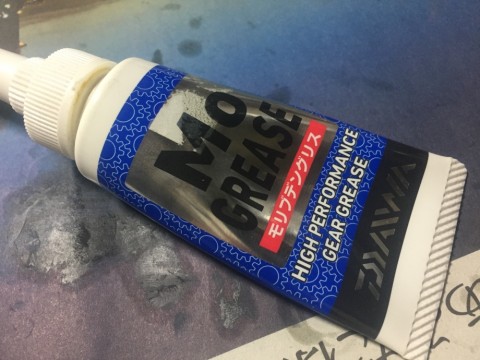 Mo
GREASE
モリブデングリス
HIGH PERFORMANCE
GEAR GREASE
DAIWA